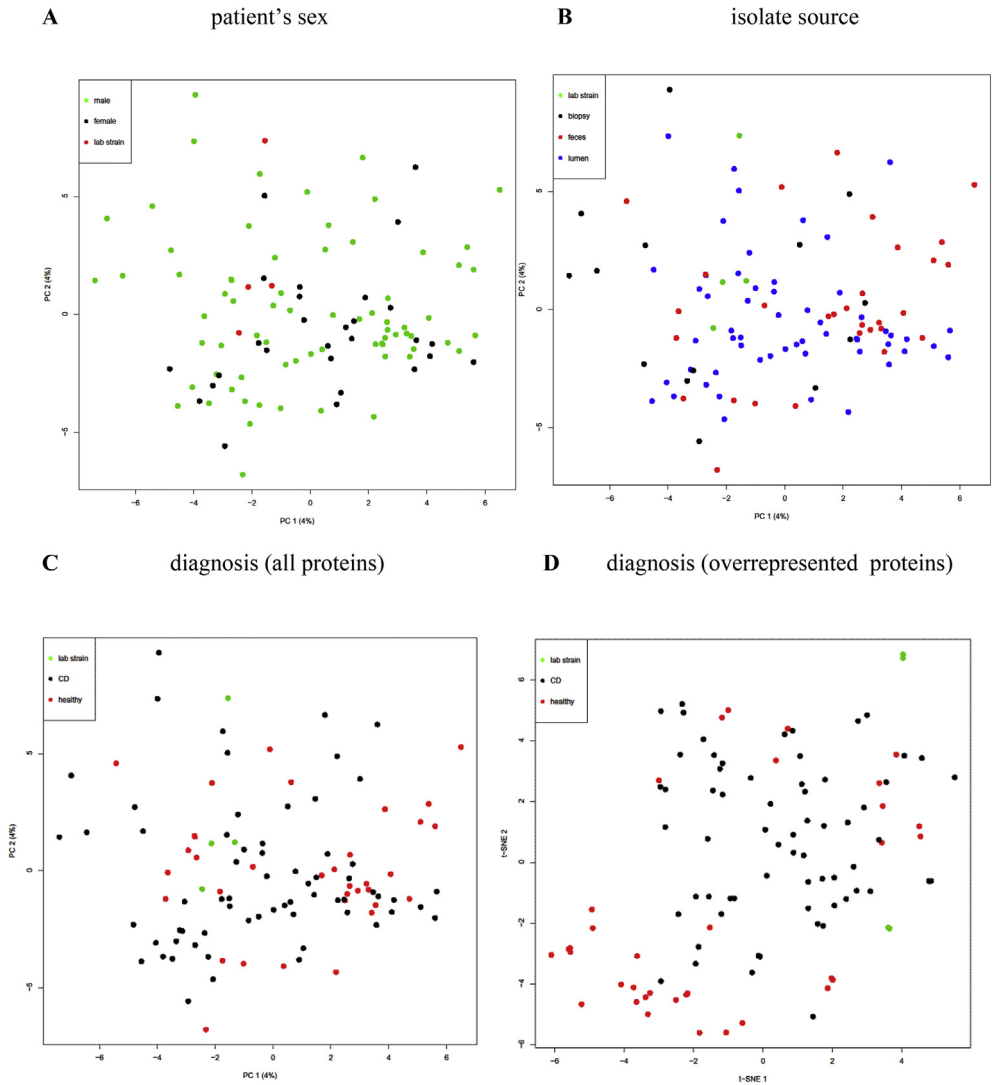 A patient's sex
B isolate source
male
female
lab strain
5
0
−5
PC 2 (4%)
−6 −4 −2 0 2 4 6
PC 1 (4%)
lab strain
biopsy
feces
lumen
5
0
−5
PC 2 (4%)
−6 −4 −2 0 2 4 6
PC 1 (4%)
C diagnosis (all proteins)
D diagnosis (overrepresented proteins)
lab strain
CD
healthy
5
0
−5
PC 2 (4%)
−6 −4 −2 0 2 4 6
PC 1 (4%)
lab strain
CD
healthy
6
4
2
0
−2
−4
−6
t−SNE 2
−6 −4 −2 0 2 4 6
t−SNE 1